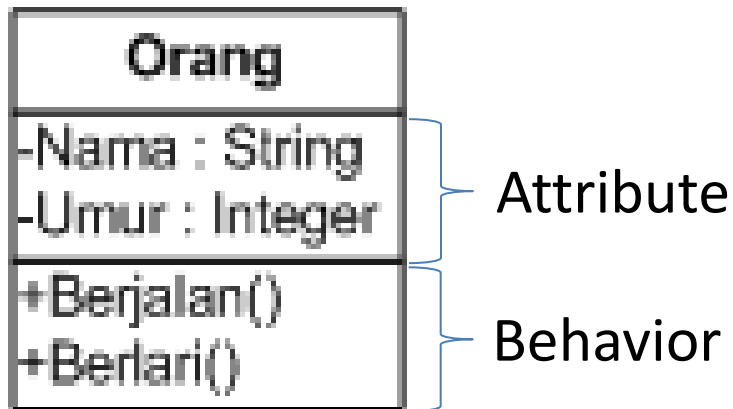 Orang
-Nama : String
-Umur : Integer
Attribute
+Berjalan()
+Berlari()
Behavior